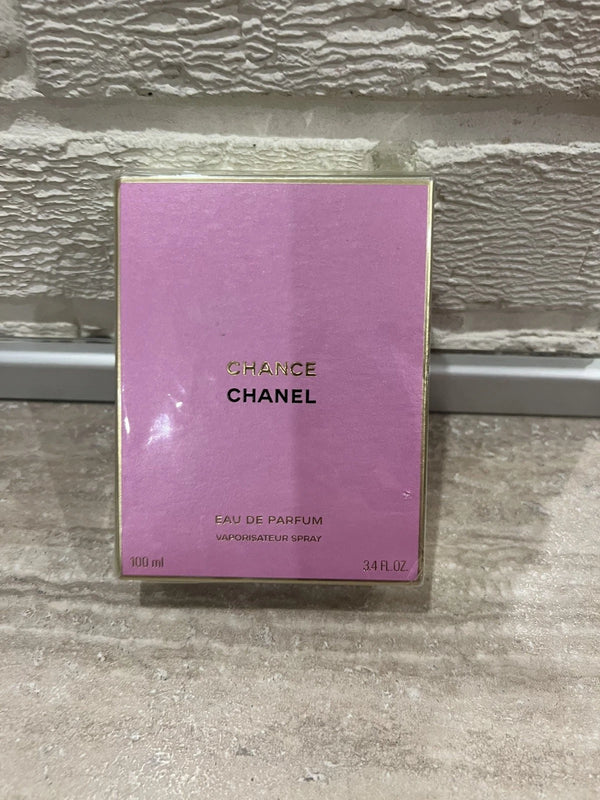 CHANCE
CHANEL
EAU DE PARFUM
VAPORISATEUR SPRAY
100 ml
3.4 FL.OZ.